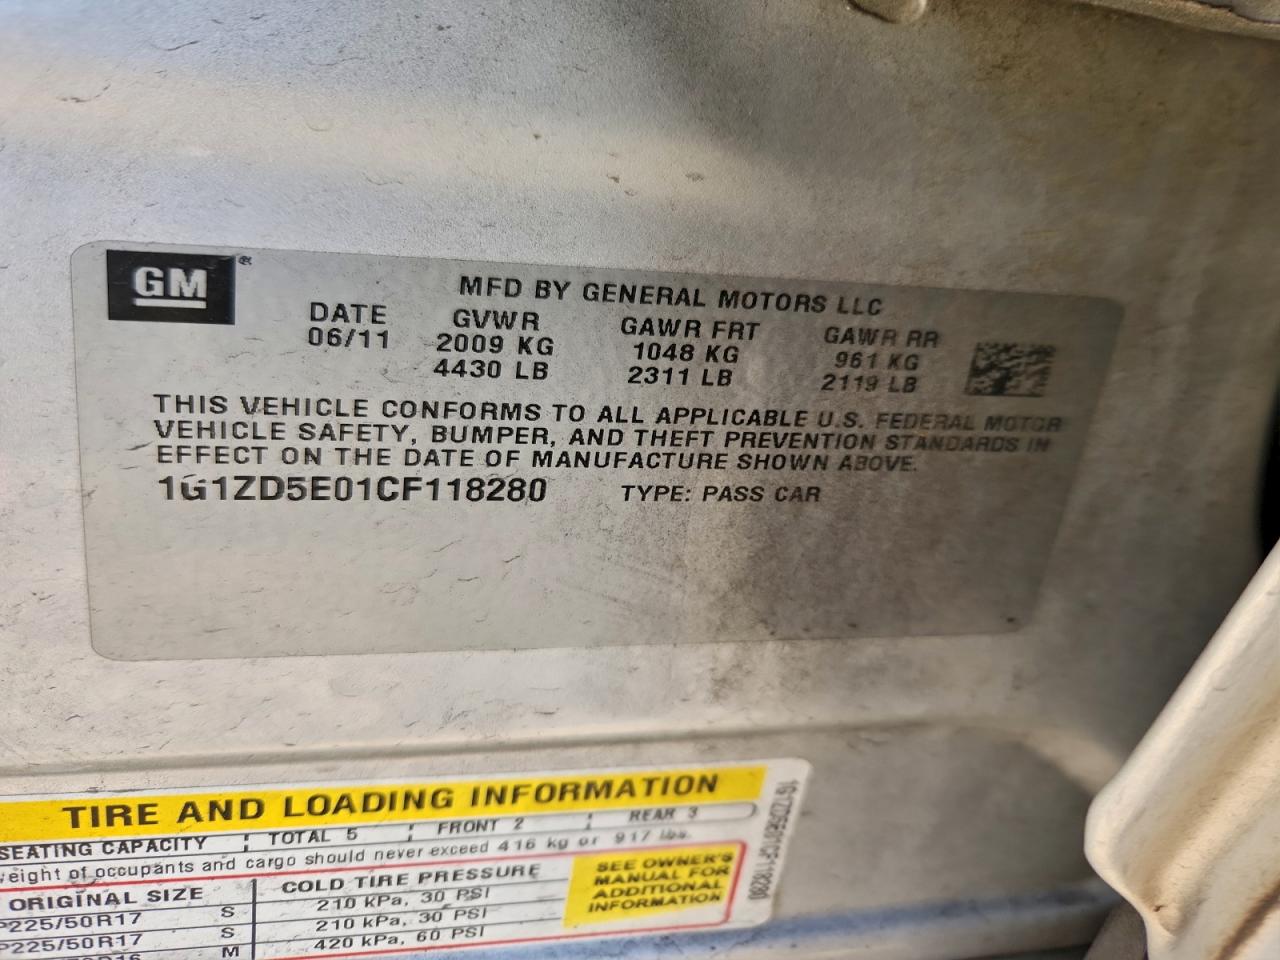 GM
MFD BY GENERAL MOTORS LLC
DATE GVWR GAWR FRT GAWR RR
06/11 2009 KG 1048 KG 961 KG
4430 LB 2311 LB 2119 LB
THIS VEHICLE CONFORMS TO ALL APPLICABLE U.S. FEDERAL MOTOR
VEHICLE SAFETY, BUMPER, AND THEFT PREVENTION STANDARDS IN
EFFECT ON THE DATE OF MANUFACTURE SHOWN ABOVE.
1G1ZD5E01CF118280 TYPE: PASS CAR
TIRE AND LOADING INFORMATION
SEATING CAPACITY TOTAL 5 FRONT 2 REAR 3
weight of occupants and cargo should never exceed 416 kg or 917 lbs.
ORIGINAL SIZE COLD TIRE PRESSURE
P225/50R17 S 210 kPa, 30 PSI
P225/50R17 S 210 kPa, 30 PSI
M 420 kPa, 60 PSI
SEE OWNER'S
MANUAL FOR
ADDITIONAL
INFORMATION
1G1ZD5E01CF118280